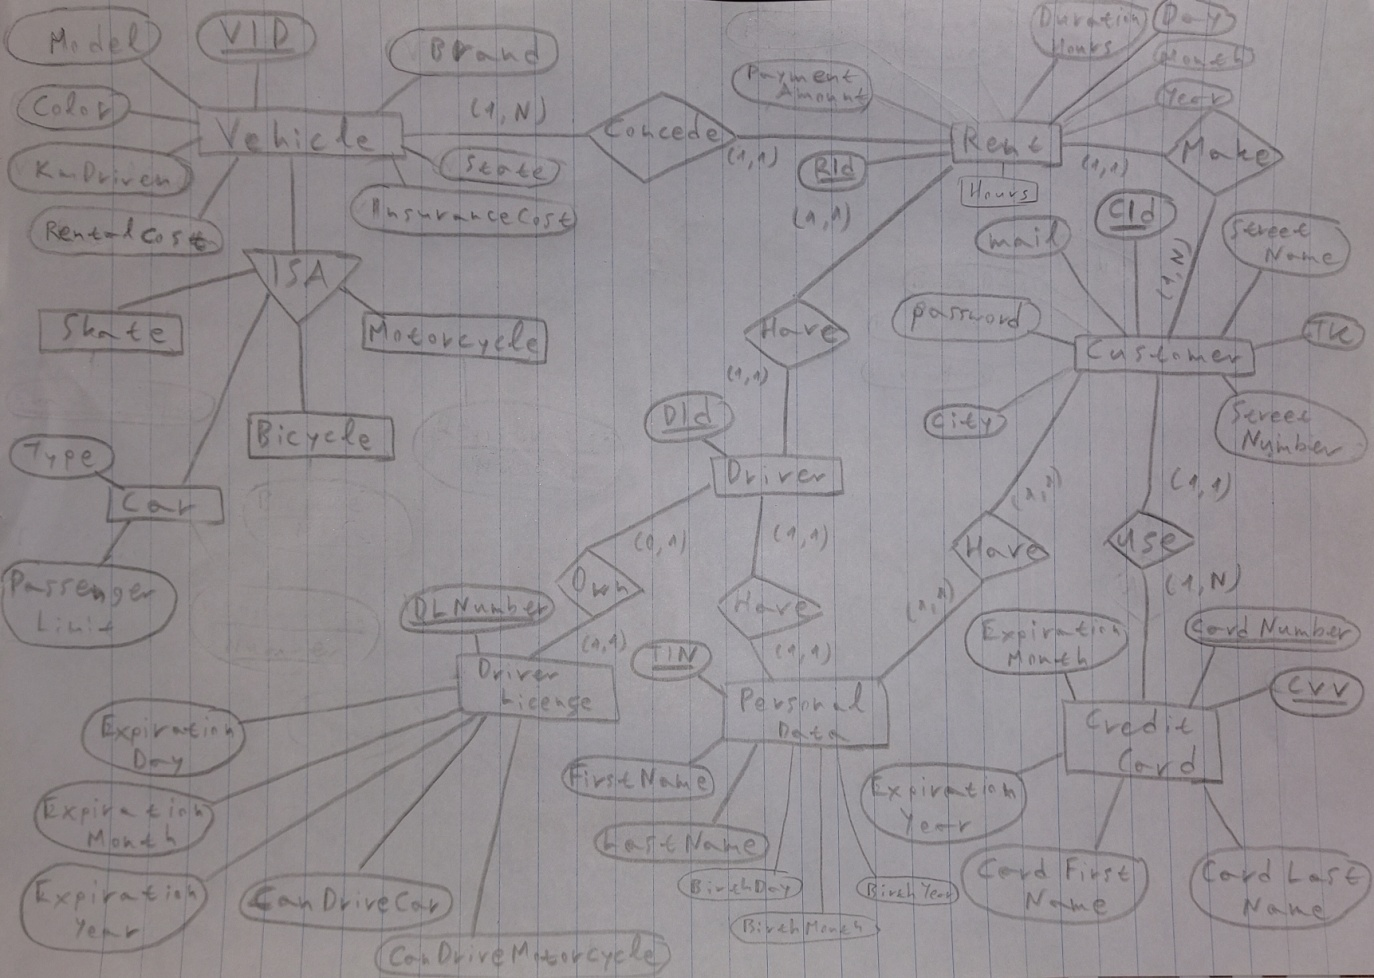 Model
VID
Brand
Duration
Hours
Day
Month
Year
Color
Vehicle
(1,N)
Concede
(1,1)
Payment
Amount
Rent
(1,1)
Make
KmDriven
State
RId
Hours
RentalCost
InsuranceCost
(1,1)
mail
CId
(1,N)
Street
Name
ISA
Skate
Motorcycle
Have
password
Customer
TK
(1,1)
DId
City
Street
Number
Bicycle
Type
Car
Driver
(1,1)
(1,1)
Passenger
Limit
(0,1)
Own
(1,1)
Have
Have
use
DLNumber
(1,1)
(1,1)
(1,1)
(1,N)
Expiration
Month
Card Number
TIN
Driver
License
Personal
Data
CVV
Credit
Card
Expiration
Day
FirstName
Expiration
Year
Expiration
Month
LastName
BirthDay
BirthYear
BirthMonth
Card First
Name
Card Last
Name
Expiration
Year
CanDriveCar
CanDriveMotorcycle